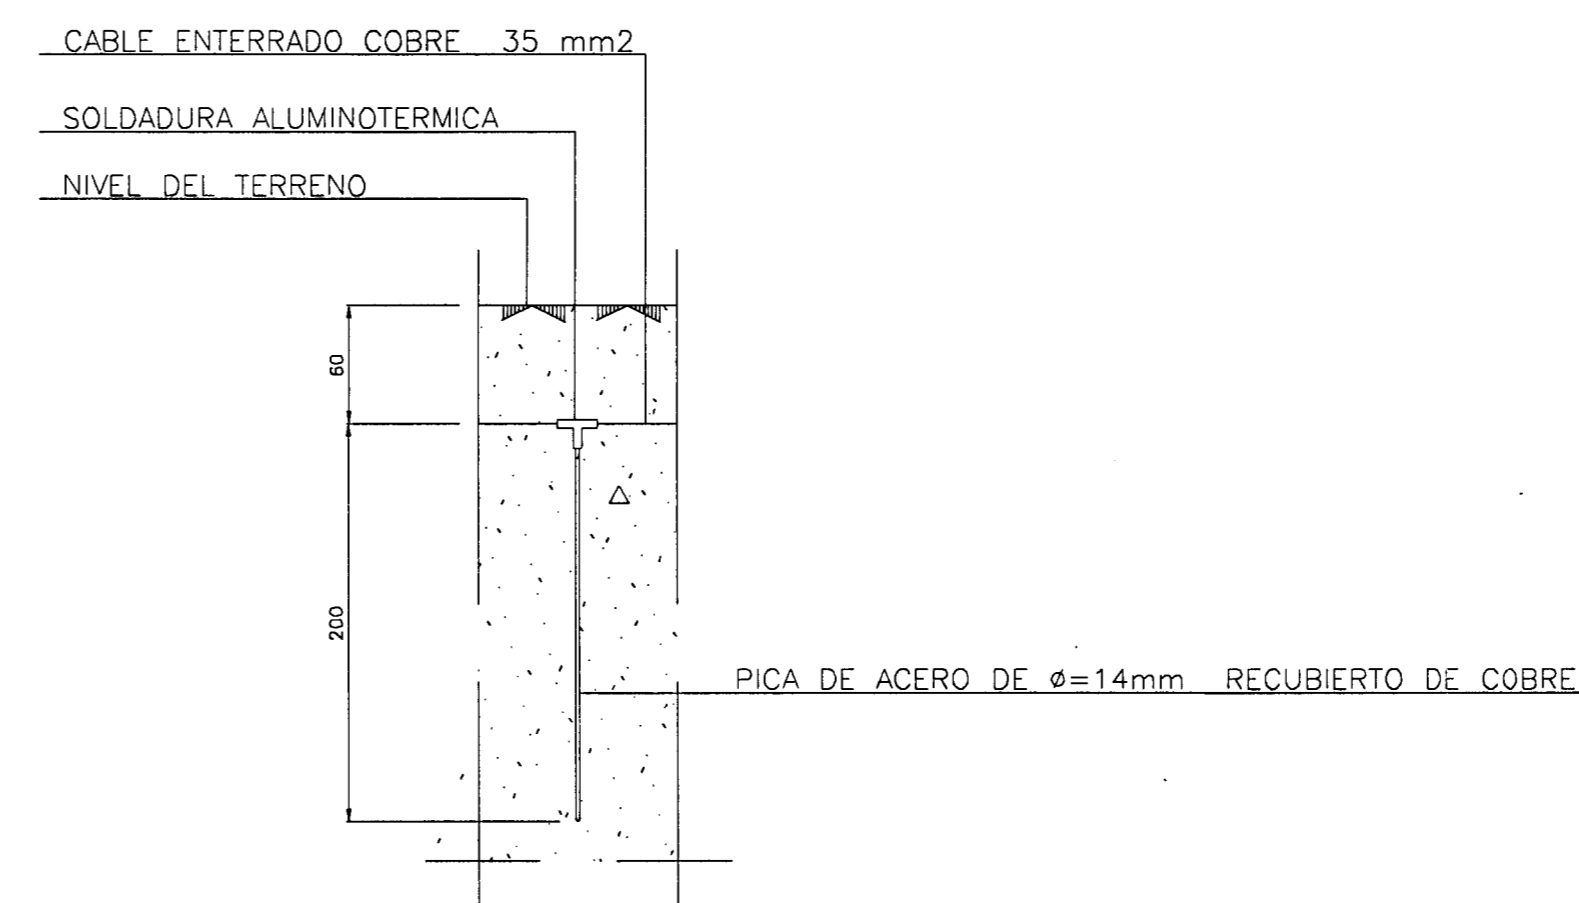 CABLE ENTERRADO COBRE 35 mm2
SOLDADURA ALUMINOTERMICA
NIVEL DEL TERRENO
60
200
PICA DE ACERO DE ø=14mm RECUBIERTO DE COBRE